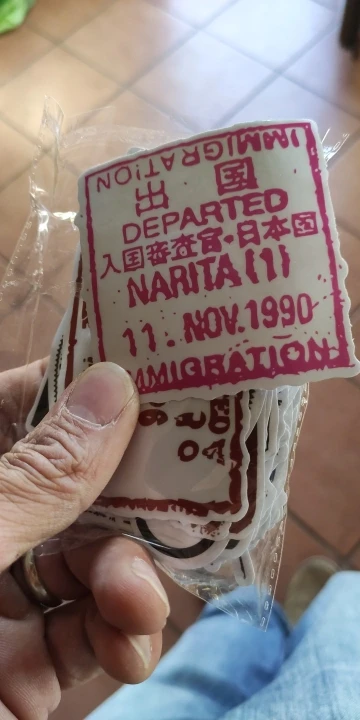 IMMIGRATION
出国
DEPARTED
入国審査官・日本国
NARITA(1)
11. NOV. 1990
IMMIGRATION